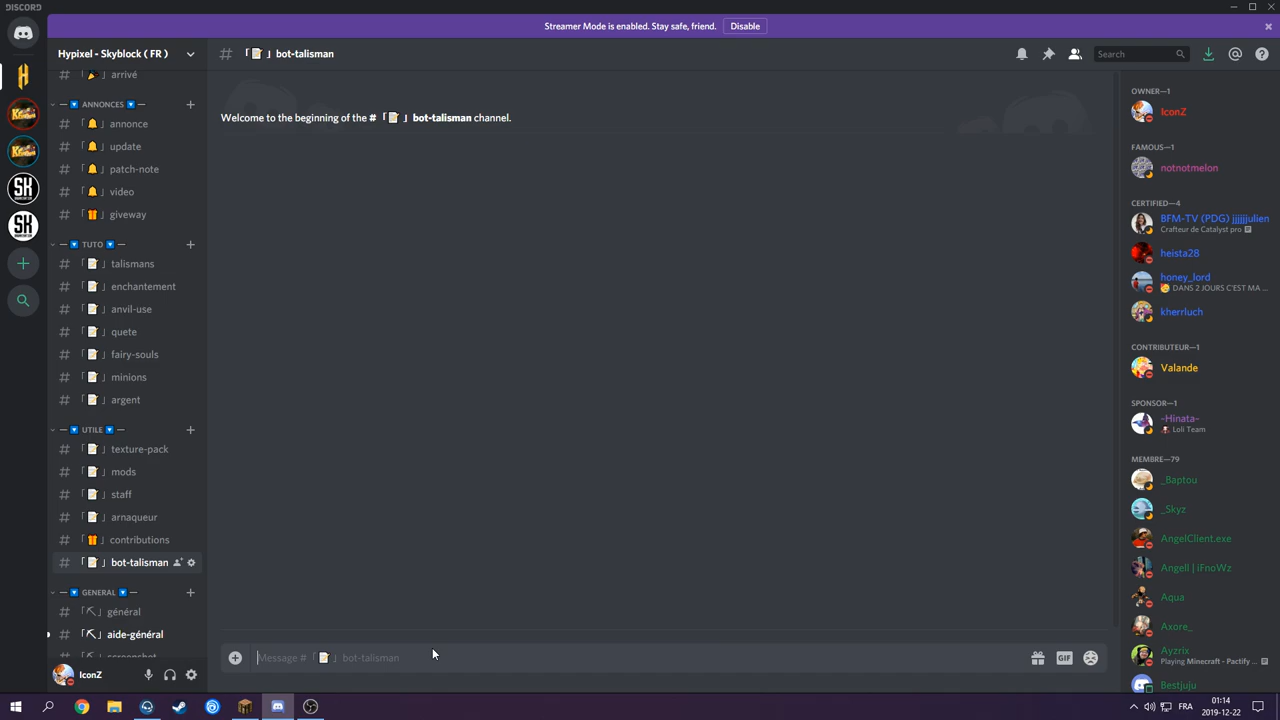 DISCORD
Streamer Mode is enabled. Stay safe, friend. Disable
Hypixel - Skyblock ( FR )
# 「📝」 bot-talisman
Search
# 「🎉」 arrivé
— 🔽 ANNONCES 🔽 —
# 「🔔」 annonce
# 「🔔」 update
# 「🔔」 patch-note
# 「🔔」 video
# 「🎁」 giveway
— 🔽 TUTO 🔽 —
# 「📝」 talismans
# 「📝」 enchantement
# 「📝」 anvil-use
# 「📝」 quete
# 「📝」 fairy-souls
# 「📝」 minions
# 「📝」 argent
— 🔽 UTILE 🔽 —
# 「📝」 texture-pack
# 「📝」 mods
# 「📝」 staff
# 「📝」 arnaqueur
# 「🎁」 contributions
# 「📝」 bot-talisman
— 🔽 GENERAL 🔽 —
# 「⛏」 général
# 「⛏」 aide-général
IconZ
Welcome to the beginning of the # 「📝」 bot-talisman channel.
Message # 「📝」 bot-talisman
GIF
OWNER—1
IconZ
FAMOUS—1
notnotmelon
CERTIFIED—4
BFM-TV (PDG) jjjjjjulien
Crafteur de Catalyst pro
heista28
honey_lord
🥳 DANS 2 JOURS C'EST MA ...
kherrluch
CONTRIBUTEUR—1
Valande
SPONSOR—1
-Hinata-
Loli Team
MEMBRE—79
_Baptou
_Skyz
AngelClient.exe
Angell | iFnoWz
Aqua
Axore_
Ayzrix
Playing Minecraft - Pactify ...
Bestjuju
FRA
01:14
2019-12-22